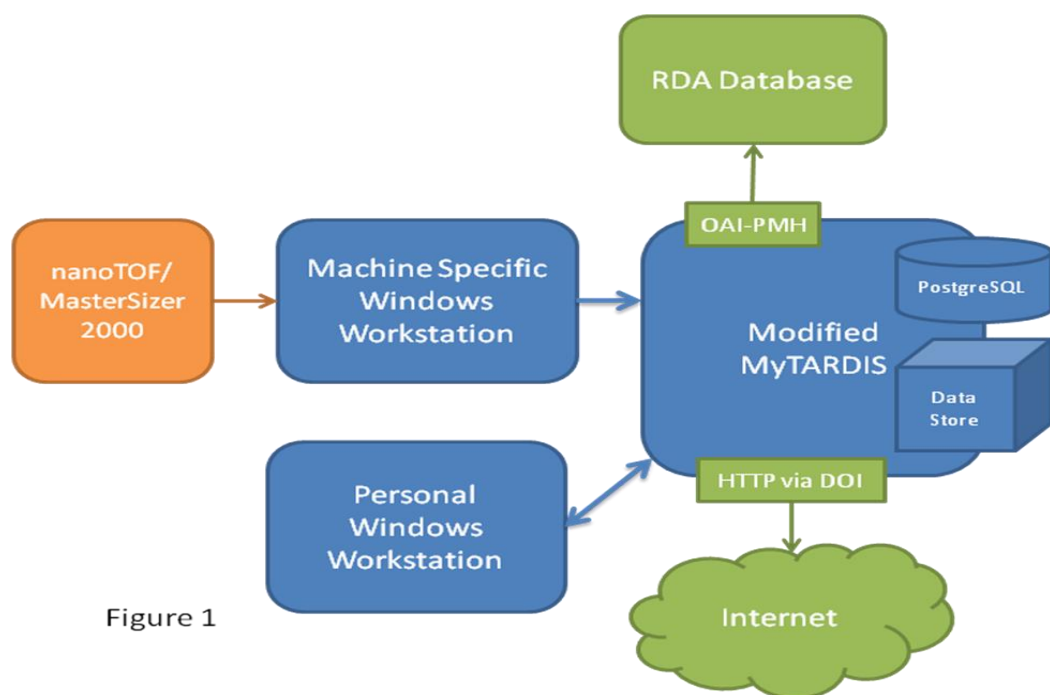 RDA Database
OAI-PMH
nanoTOF/
MasterSizer
2000
Machine Specific
Windows
Workstation
Modified
MyTARDIS
PostgreSQL
Data
Store
Personal
Windows
Workstation
HTTP via DOI
Internet
Figure 1